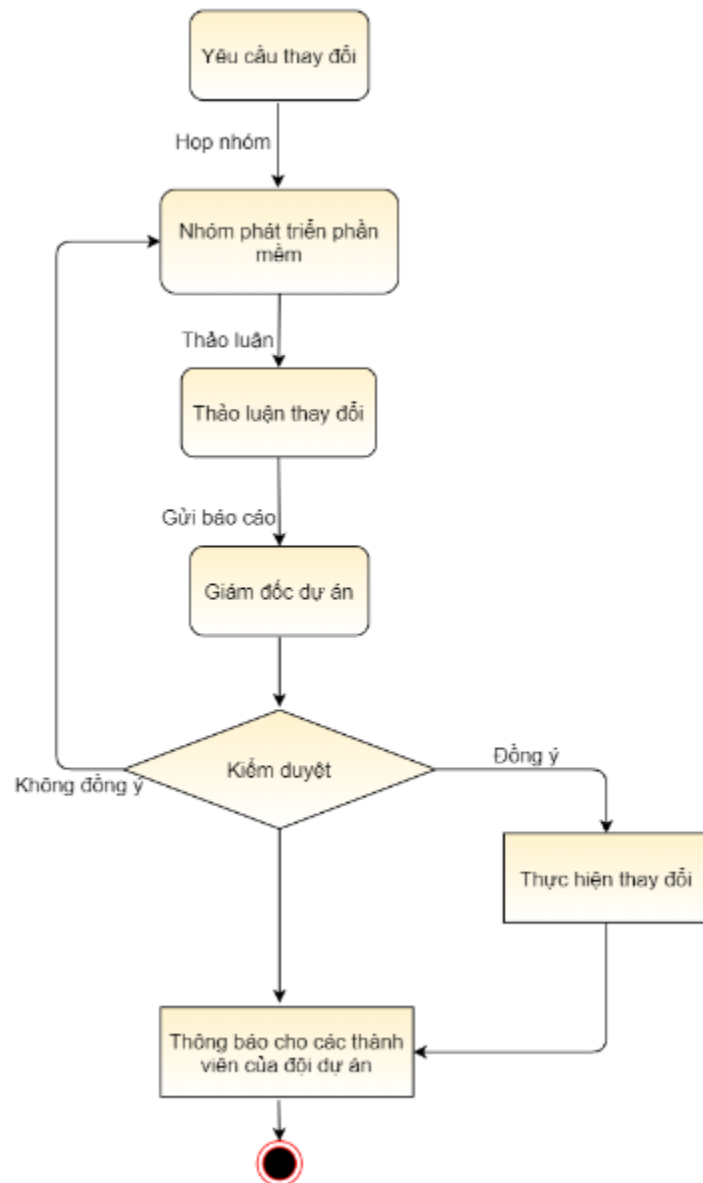 Yêu cầu thay đổi
Họp nhóm
Nhóm phát triển phần
mềm
Thảo luận
Thảo luận thay đổi
Gửi báo cáo
Giám đốc dự án
Kiểm duyệt
Đồng ý
Không đồng ý
Thực hiện thay đổi
Thông báo cho các thành
viên của đội dự án